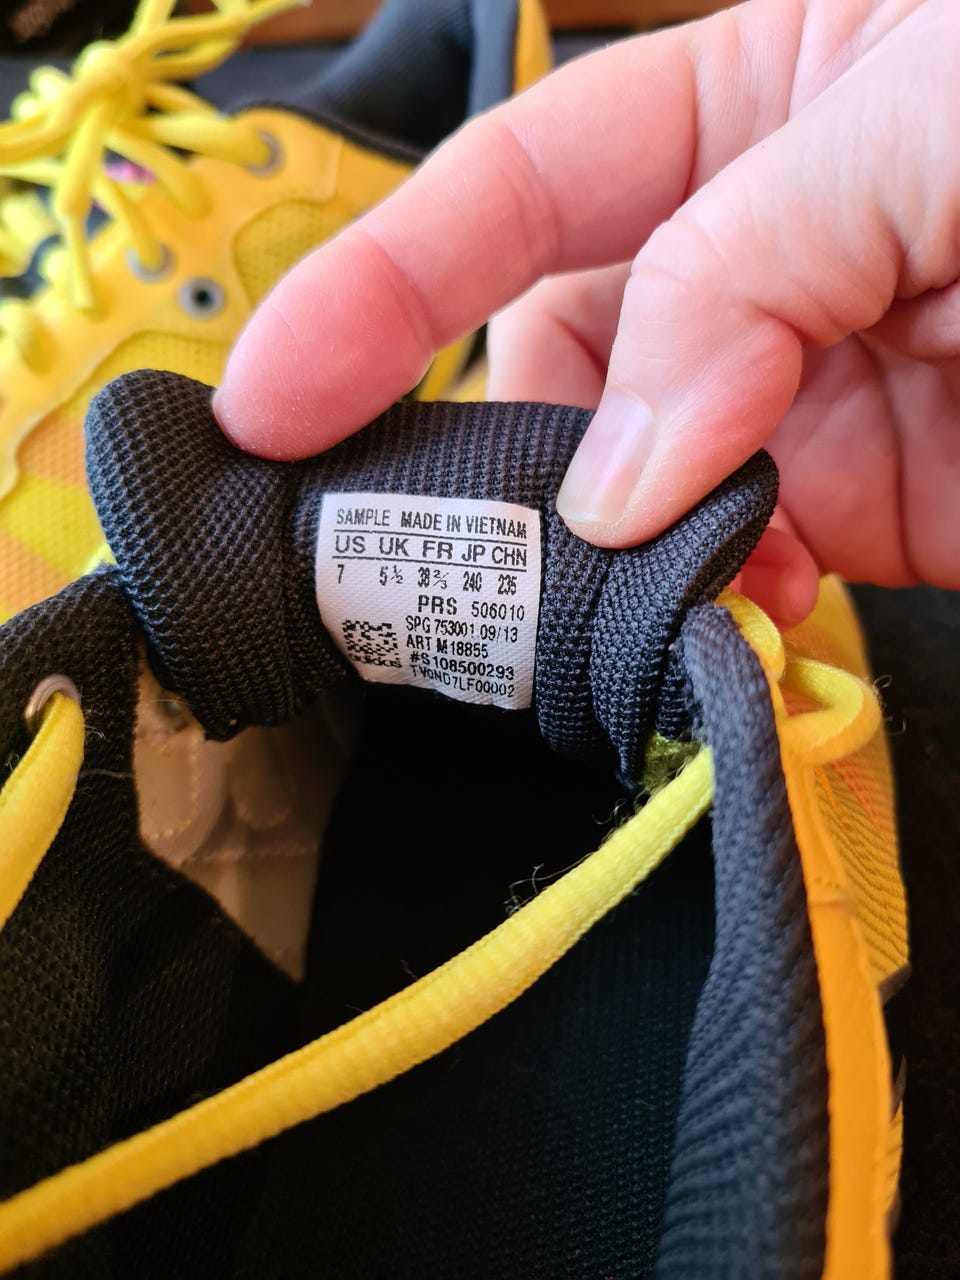 SAMPLE MADE IN VIETNAM
US UK FR JP CHN
7 5½ 38⅔ 240 235
PRS 506010
SPG 753001 09/13
ART M18855
#S108500293
adidas